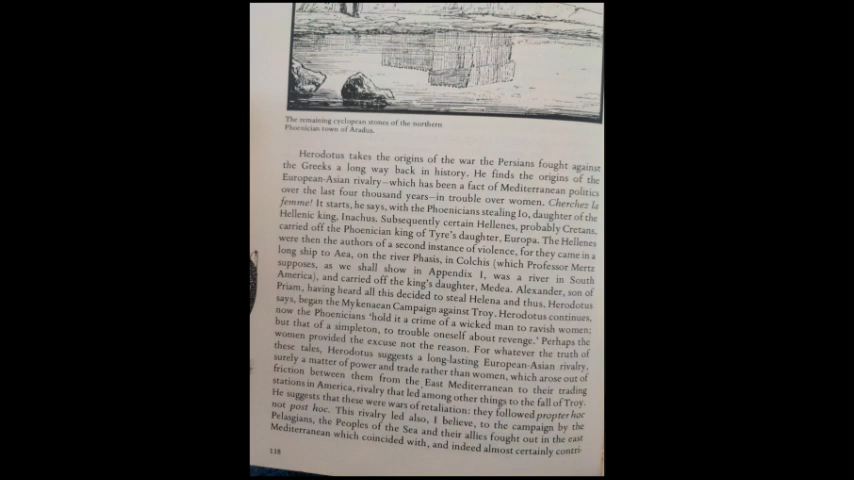 The remaining cyclopean stones of the northern
Phoenician town of Aradus.
Herodotus takes the origins of the war the Persians fought against
the Greeks a long way back in history. He finds the origins of the
European-Asian rivalry—which has been a fact of Mediterranean politics
over the last four thousand years—in trouble over women. Cherchez la
femme! It starts, he says, with the Phoenicians stealing Io, daughter of the
Hellenic king, Inachus. Subsequently certain Hellenes, probably Cretans,
carried off the Phoenician king of Tyre's daughter, Europa. The Hellenes
were then the authors of a second instance of violence, for they came in a
long ship to Aea, on the river Phasis, in Colchis (which Professor Mertz
supposes, as we shall show in Appendix I, was a river in South
America), and carried off the king's daughter, Medea. Alexander, son of
Priam, having heard all this decided to steal Helena and thus, Herodotus
says, began the Mykenaean Campaign against Troy. Herodotus continues,
now the Phoenicians 'hold it a crime of a wicked man to ravish women;
but that of a simpleton, to trouble oneself about revenge.' Perhaps the
women provided the excuse not the reason. For whatever the truth of
these tales, Herodotus suggests a long-lasting European-Asian rivalry,
surely a matter of power and trade rather than women, which arose out of
friction between them from the East Mediterranean to their trading
stations in America, rivalry that led among other things to the fall of Troy.
He suggests that these were wars of retaliation: they followed propter hoc
not post hoc. This rivalry led also, I believe, to the campaign by the
Pelasgians, the Peoples of the Sea and their allies fought out in the east
Mediterranean which coincided with, and indeed almost certainly contri-
138